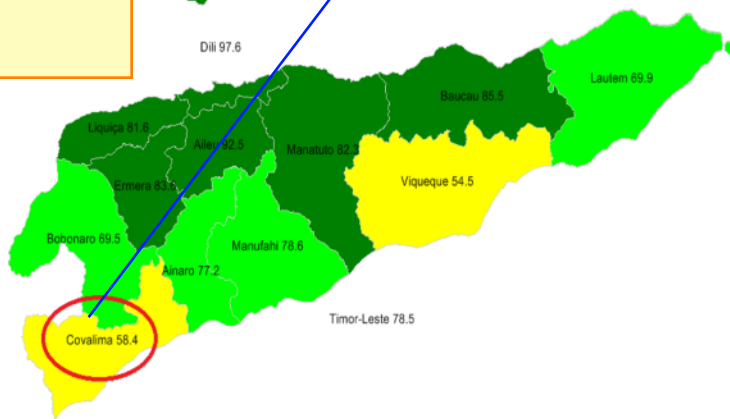 Dili 97.6
Lautem 69.9
Baucau 85.5
Liquiça 81.6
Aileu 92.5
Manatuto 82.3
Ermera 83.6
Viqueque 54.5
Bobonaro 69.5
Manufahi 78.6
Ainaro 77.2
Timor-Leste 78.5
Covalima 58.4